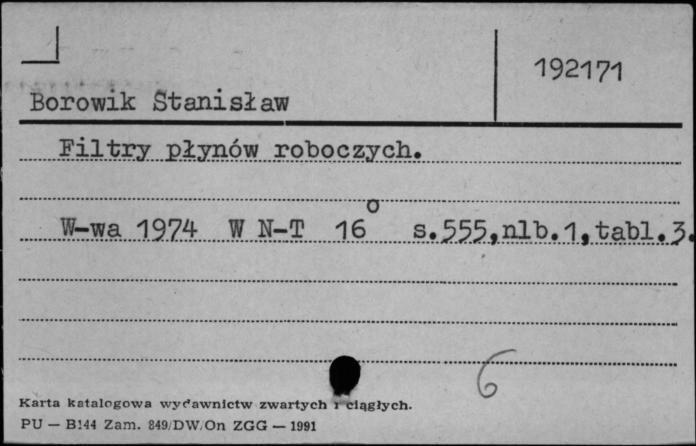 192171
Borowik Stanisław
Filtry płynów roboczych.
W-wa 1974 W N-T 16° s.555,nlb.1,tabl.3.
6
Karta katalogowa wydawnictw zwartych i ciągłych.
PU — B144 Zam. 849/DW/On ZGG — 1991